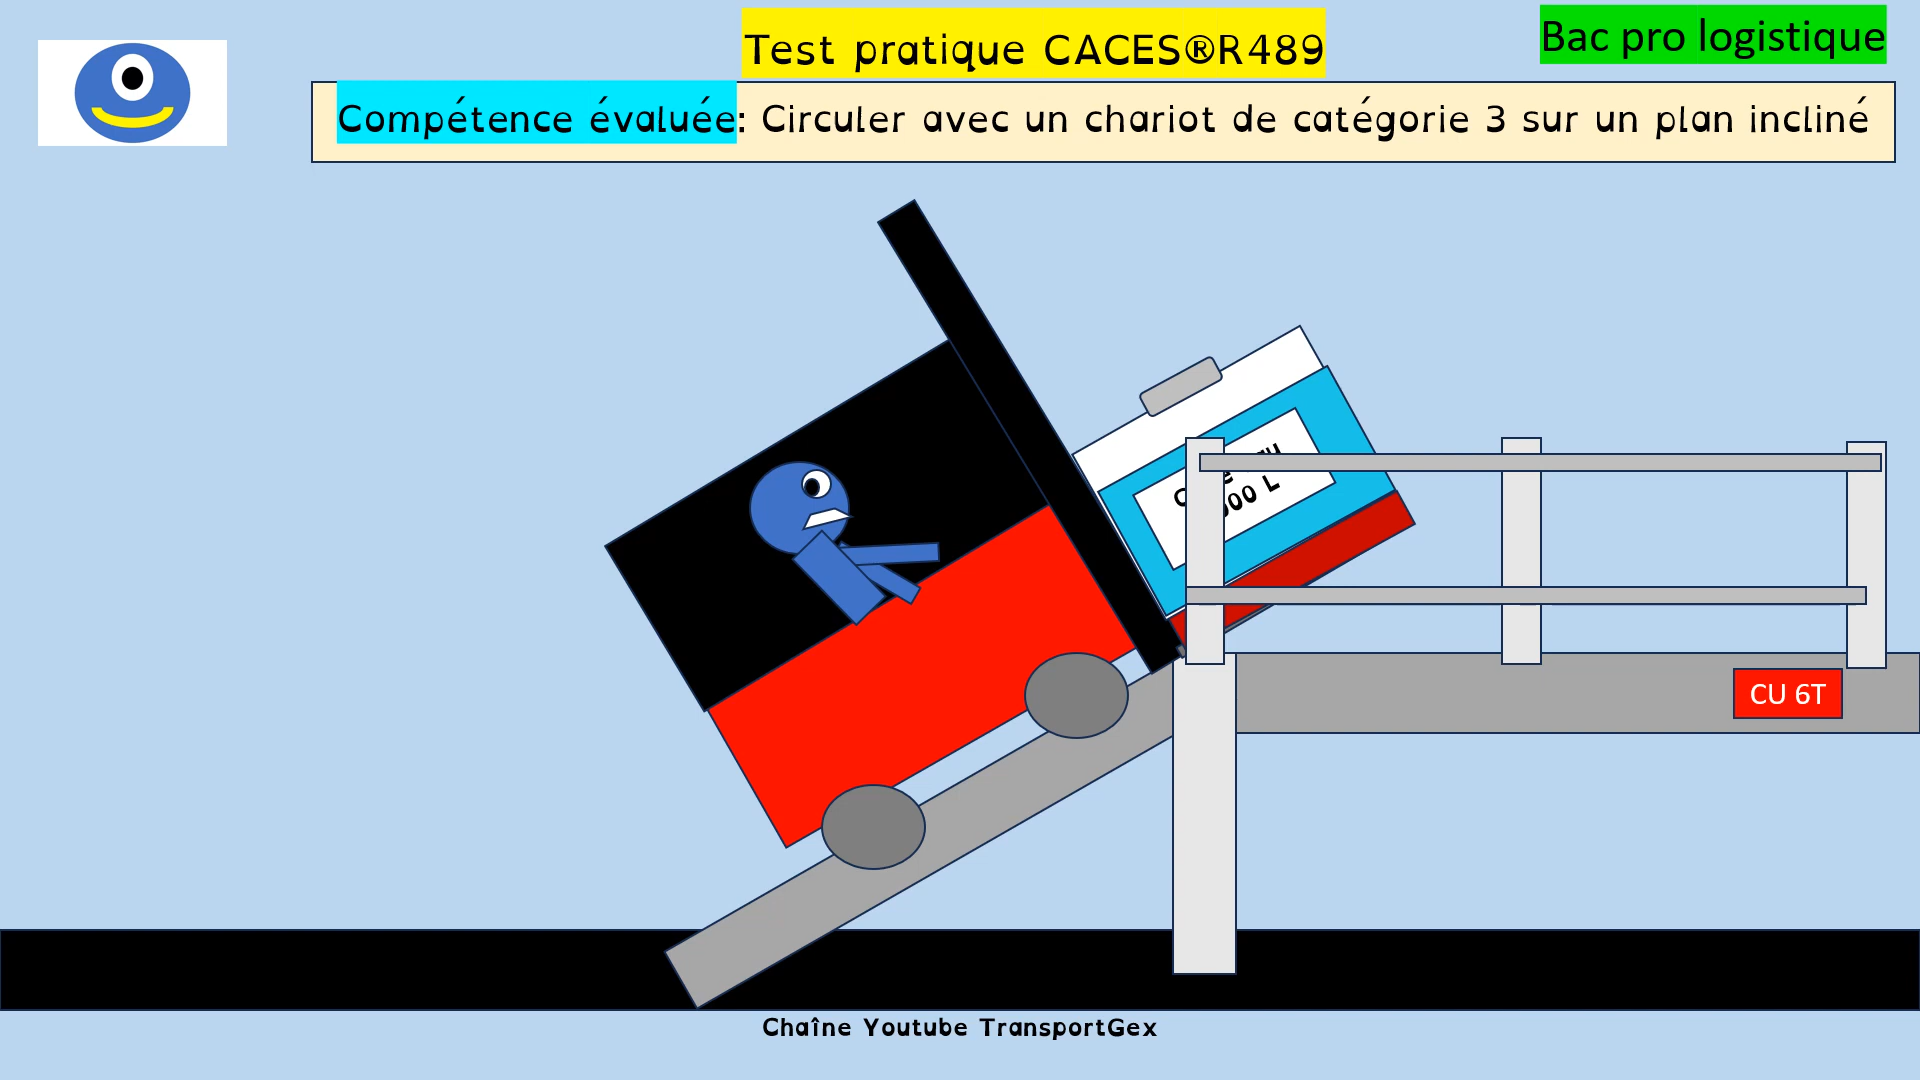 Test pratique CACES®R489
Bac pro logistique
Compétence évaluée: Circuler avec un chariot de catégorie 3 sur un plan incliné
CU 6T
Chaîne Youtube TransportGex